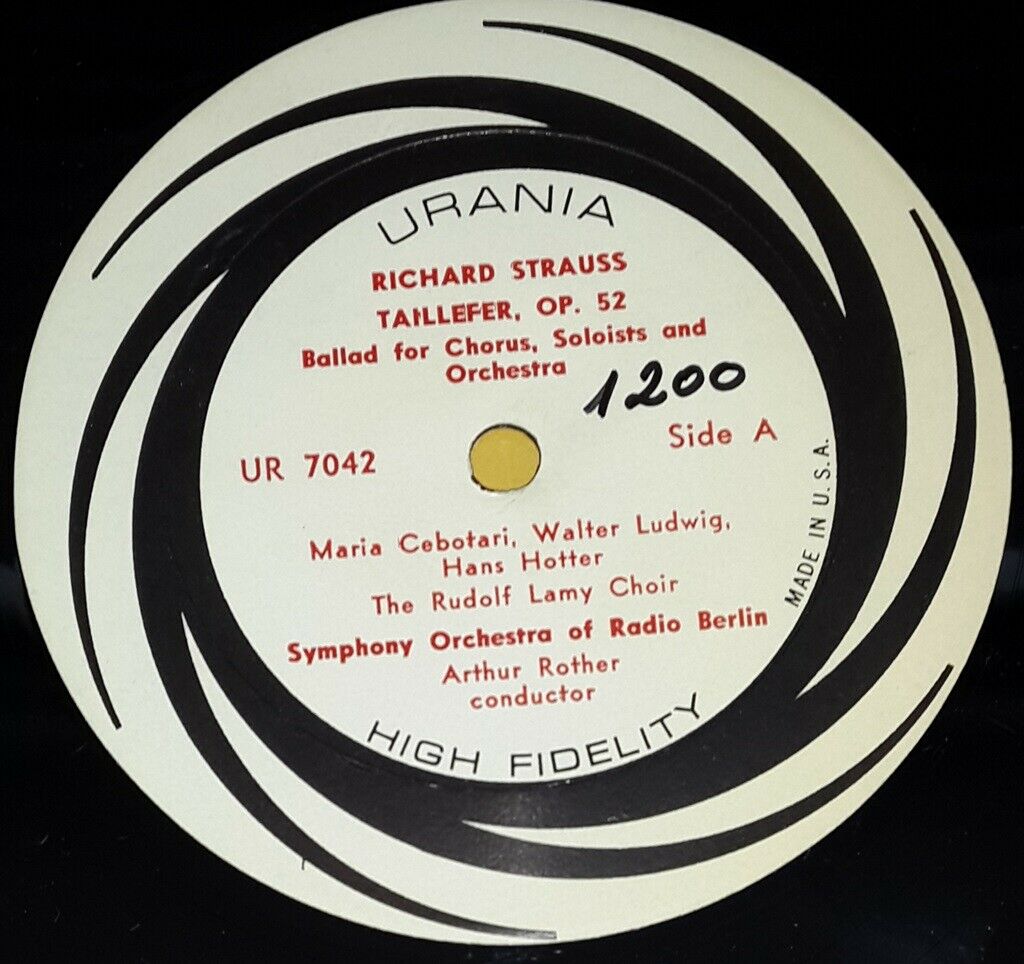 URANIA
RICHARD STRAUSS
TAILLEFER, OP. 52
Ballad for Chorus, Soloists and
Orchestra
1200
UR 7042
Side A
MADE IN U.S.A.
Maria Cebotari, Walter Ludwig,
Hans Hotter
The Rudolf Lamy Choir
Symphony Orchestra of Radio Berlin
Arthur Rother
conductor
HIGH FIDELITY